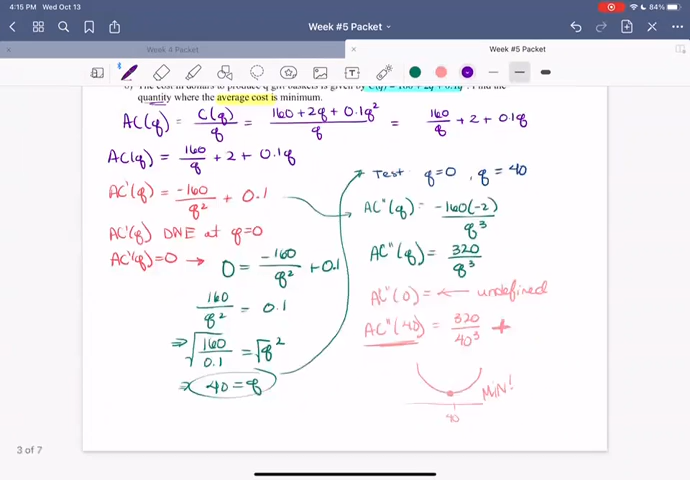 4:15 PM Wed Oct 13
84%
Week #5 Packet
Week 4 Packet
Week #5 Packet
quantity where the average cost is minimum.
AC(q) = C(q)/q = 160+2q+0.1q²/q = 160/q + 2 + 0.1q
AC(q) = 160/q + 2 + 0.1q
AC'(q) = -160/q² + 0.1
AC'(q) DNE at q=0
AC'(q)=0 → 0 = -160/q² + 0.1
160/q² = 0.1
⇒ √160/0.1 = √q²
⇒ 40 = q
Test q=0, q=40
AC"(q) = -160(-2)/q³
AC"(q) = 320/q³
AC"(0) = ← undefined
AC"(40) = 320/40³ +
MIN!
40
3 of 7